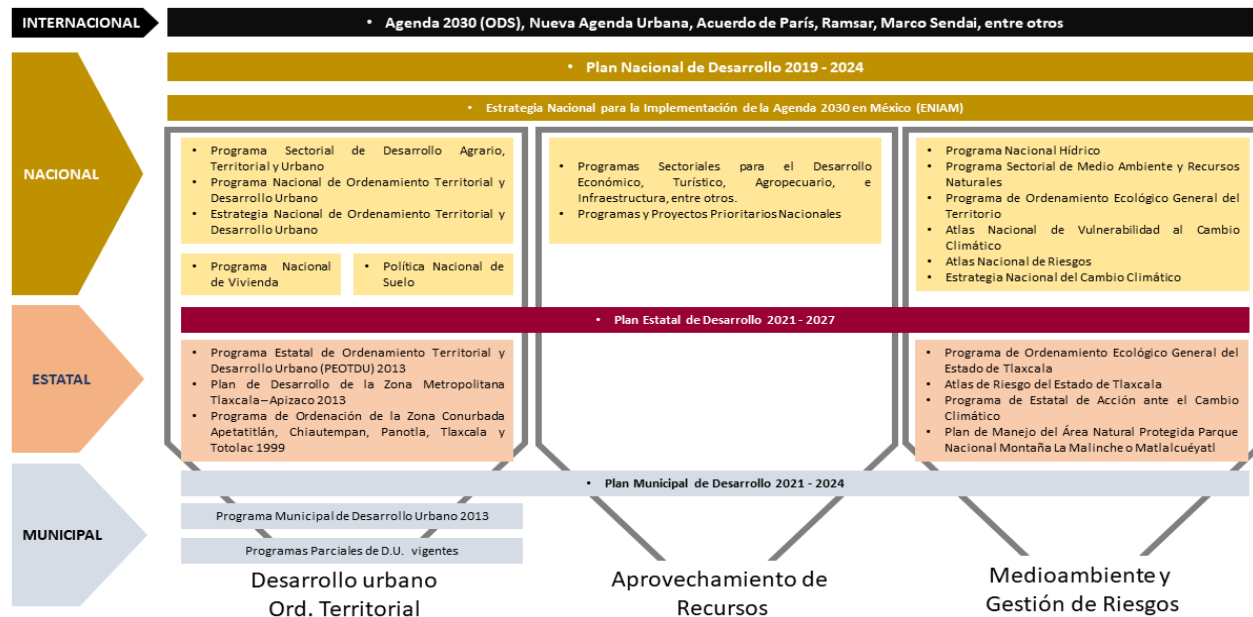 INTERNACIONAL
• Agenda 2030 (ODS), Nueva Agenda Urbana, Acuerdo de París, Ramsar, Marco Sendai, entre otros
NACIONAL
• Plan Nacional de Desarrollo 2019 - 2024
• Estrategia Nacional para la Implementación de la Agenda 2030 en México (ENIAM)
• Programa Sectorial de Desarrollo Agrario,
Territorial y Urbano
• Programa Nacional de Ordenamiento Territorial y
Desarrollo Urbano
• Estrategia Nacional de Ordenamiento Territorial y
Desarrollo Urbano
• Programa Nacional
de Vivienda
• Política Nacional de
Suelo
• Programas Sectoriales para el Desarrollo
Económico, Turístico, Agropecuario, e
Infraestructura, entre otros.
• Programas y Proyectos Prioritarios Nacionales
• Programa Nacional Hídrico
• Programa Sectorial de Medio Ambiente y Recursos
Naturales
• Programa de Ordenamiento Ecológico General del
Territorio
• Atlas Nacional de Vulnerabilidad al Cambio
Climático
• Atlas Nacional de Riesgos
• Estrategia Nacional del Cambio Climático
ESTATAL
• Plan Estatal de Desarrollo 2021 - 2027
• Programa Estatal de Ordenamiento Territorial y
Desarrollo Urbano (PEOTDU) 2013
• Plan de Desarrollo de la Zona Metropolitana
Tlaxcala – Apizaco 2013
• Programa de Ordenación de la Zona Conurbada
Apetatitlán, Chiautempan, Panotla, Tlaxcala y
Totolac 1999
• Programa de Ordenamiento Ecológico General del
Estado de Tlaxcala
• Atlas de Riesgo del Estado de Tlaxcala
• Programa de Estatal de Acción ante el Cambio
Climático
• Plan de Manejo del Área Natural Protegida Parque
Nacional Montaña La Malinche o Matlalcuéyatl
MUNICIPAL
• Plan Municipal de Desarrollo 2021 - 2024
Programa Municipal de Desarrollo Urbano 2013
Programas Parciales de D.U. vigentes
Desarrollo urbano
Ord. Territorial
Aprovechamiento de
Recursos
Medioambiente y
Gestión de Riesgos